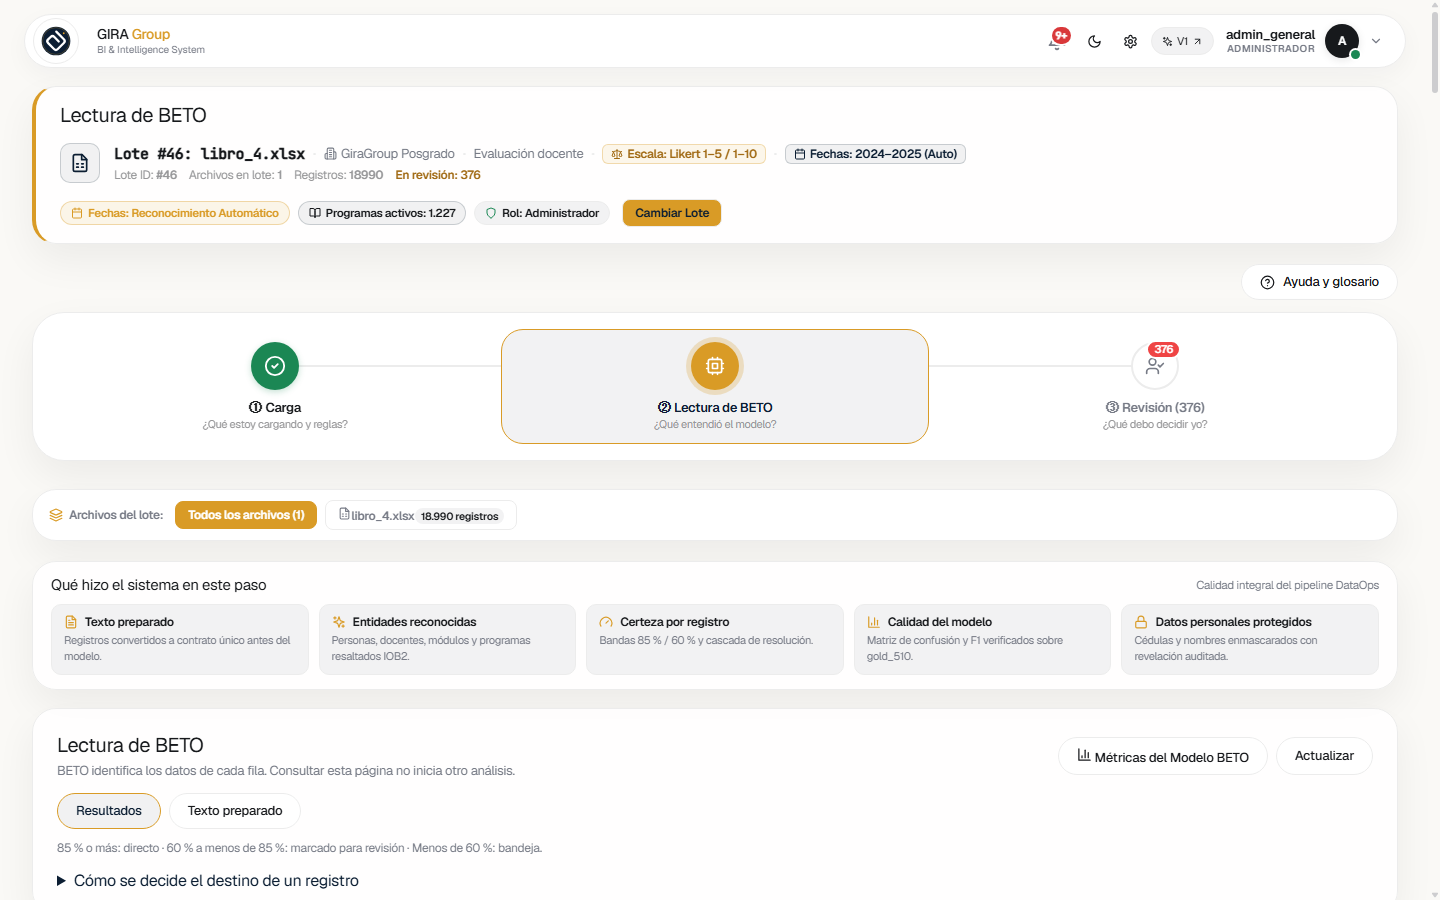 GIRA Group
BI & Intelligence System
9+
V1
admin_general
ADMINISTRADOR
A
Lectura de BETO
Lote #46: libro_4.xlsx · GiraGroup Posgrado · Evaluación docente · Escala: Likert 1–5 / 1–10 · Fechas: 2024–2025 (Auto)
Lote ID: #46 Archivos en lote: 1 Registros: 18990 En revisión: 376
Fechas: Reconocimiento Automático Programas activos: 1.227 Rol: Administrador Cambiar Lote
Ayuda y glosario
① Carga
¿Qué estoy cargando y reglas?
② Lectura de BETO
¿Qué entendió el modelo?
376
③ Revisión (376)
¿Qué debo decidir yo?
Archivos del lote: Todos los archivos (1) libro_4.xlsx 18.990 registros
Qué hizo el sistema en este paso
Calidad integral del pipeline DataOps
Texto preparado
Registros convertidos a contrato único antes del
modelo.
Entidades reconocidas
Personas, docentes, módulos y programas
resaltados IOB2.
Certeza por registro
Bandas 85 % / 60 % y cascada de resolución.
Calidad del modelo
Matriz de confusión y F1 verificados sobre
gold_510.
Datos personales protegidos
Cédulas y nombres enmascarados con
revelación auditada.
Lectura de BETO
BETO identifica los datos de cada fila. Consultar esta página no inicia otro análisis.
Métricas del Modelo BETO
Actualizar
Resultados
Texto preparado
85 % o más: directo · 60 % a menos de 85 %: marcado para revisión · Menos de 60 %: bandeja.
Cómo se decide el destino de un registro